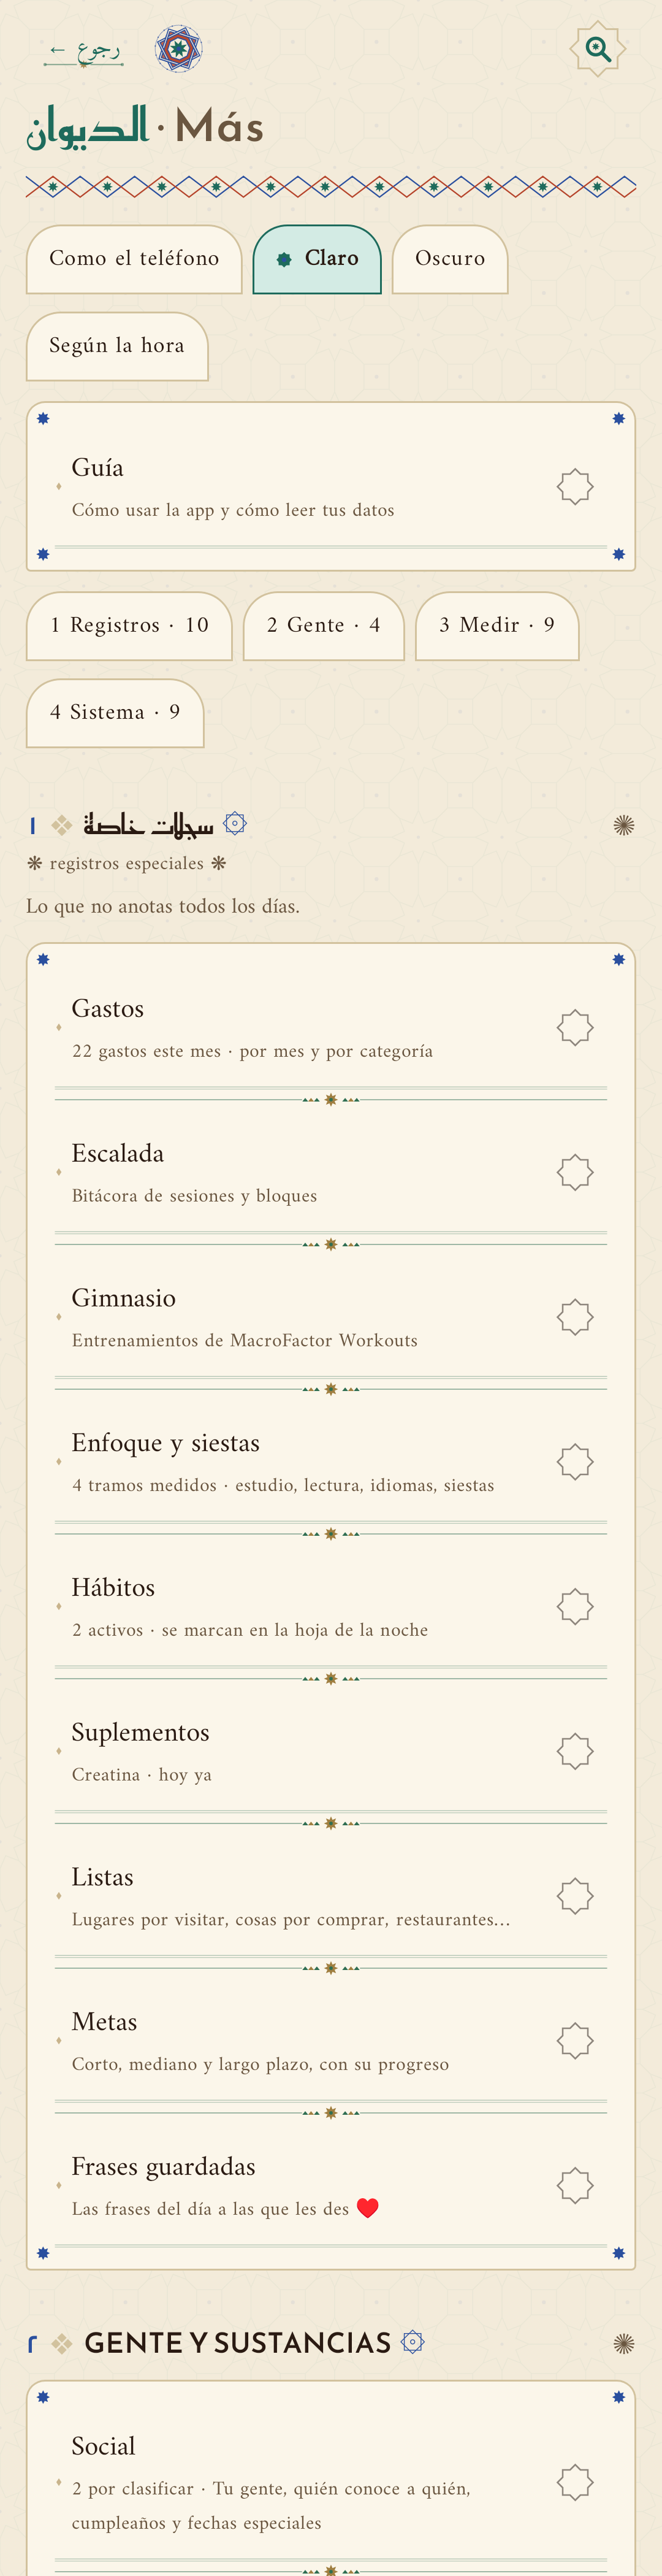 رجوع ←
الديوان · Más
Como el teléfono
Claro
Oscuro
Según la hora
Guía
Cómo usar la app y cómo leer tus datos
1 Registros · 10
2 Gente · 4
3 Medir · 9
4 Sistema · 9
١ سجلات خاصة
registros especiales
Lo que no anotas todos los días.
Gastos
22 gastos este mes · por mes y por categoría
Escalada
Bitácora de sesiones y bloques
Gimnasio
Entrenamientos de MacroFactor Workouts
Enfoque y siestas
4 tramos medidos · estudio, lectura, idiomas, siestas
Hábitos
2 activos · se marcan en la hoja de la noche
Suplementos
Creatina · hoy ya
Listas
Lugares por visitar, cosas por comprar, restaurantes…
Metas
Corto, mediano y largo plazo, con su progreso
Frases guardadas
Las frases del día a las que les des ❤️
٢ GENTE Y SUSTANCIAS
Social
2 por clasificar · Tu gente, quién conoce a quién,
cumpleaños y fechas especiales